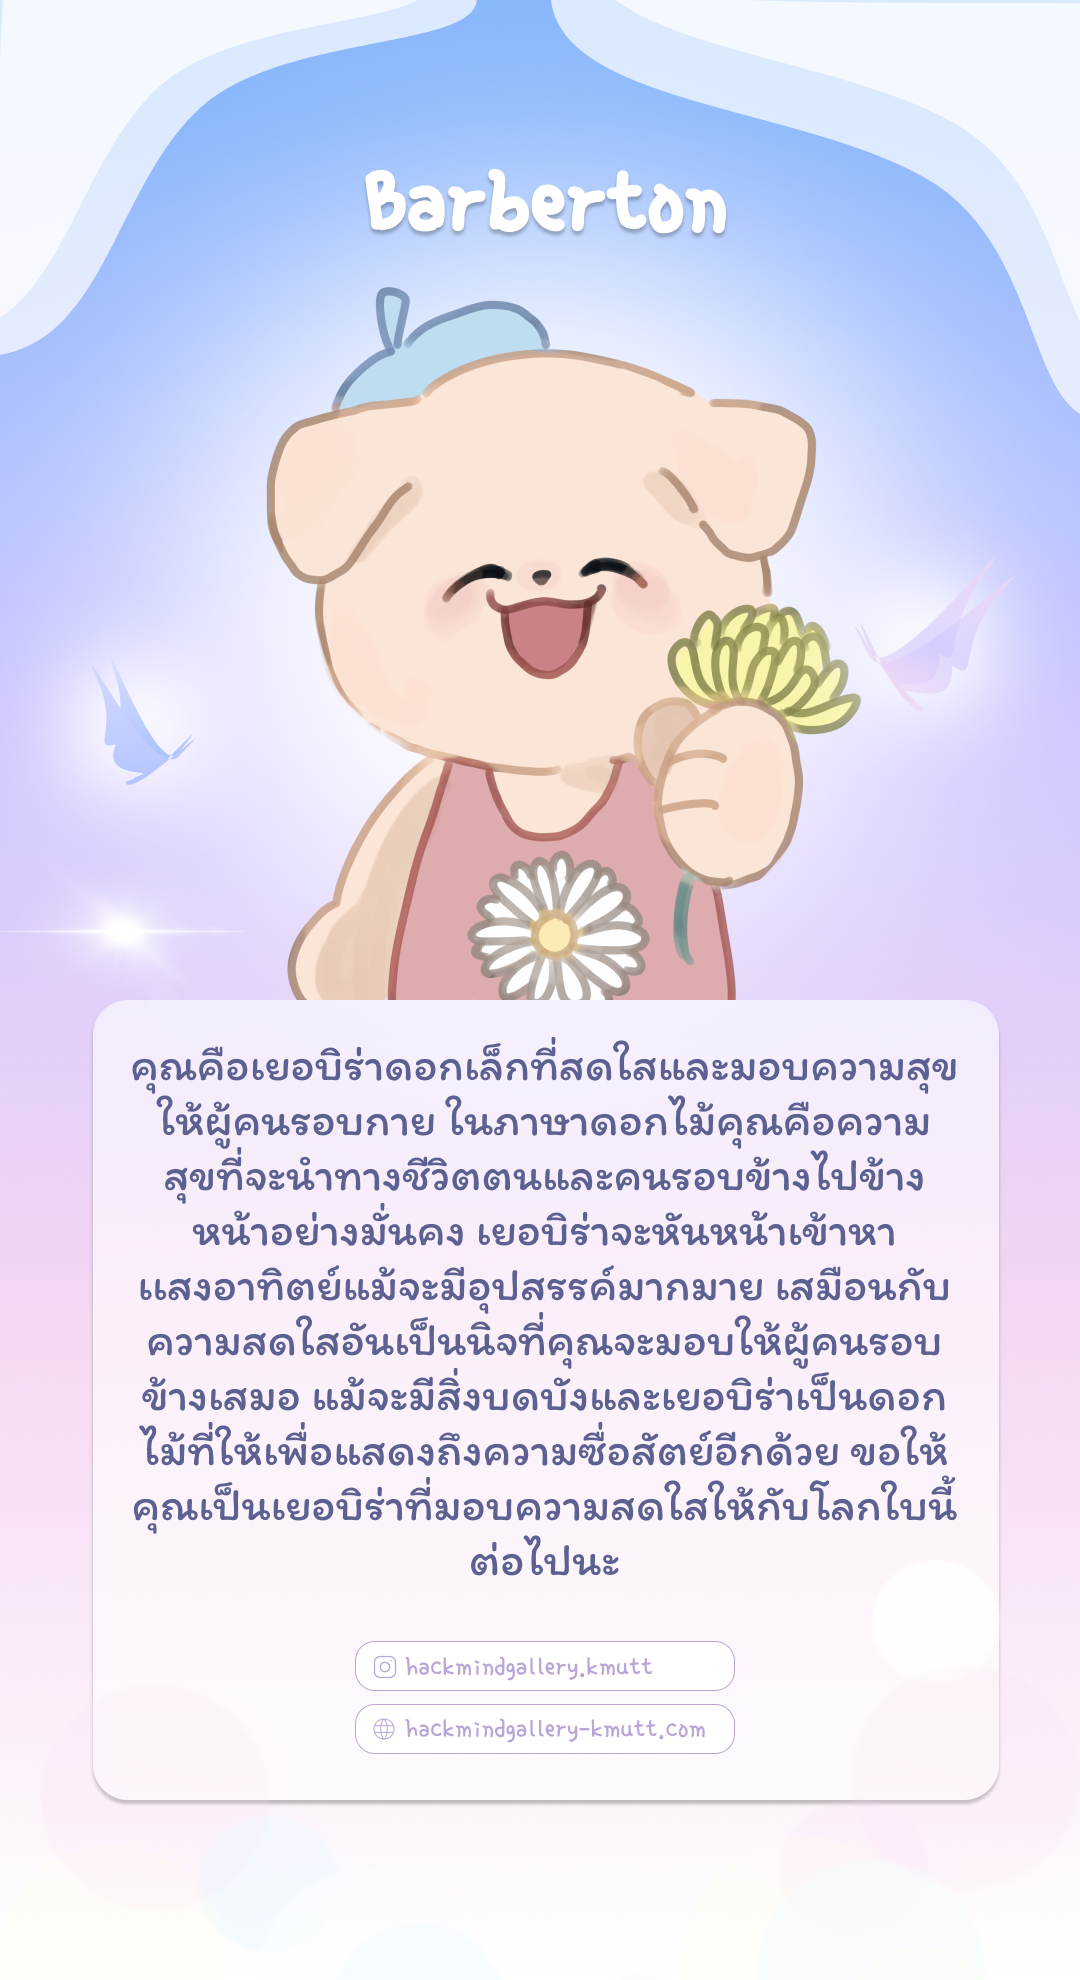 Barberton
คุณคือเยอบิร่าดอกเล็กที่สดใสและมอบความสุข
ให้ผู้คนรอบกาย ในภาษาดอกไม้คุณคือความ
สุขที่จะนำทางชีวิตตนและคนรอบข้างไปข้าง
หน้าอย่างมั่นคง เยอบิร่าจะหันหน้าเข้าหา
แสงอาทิตย์แม้จะมีอุปสรรค์มากมาย เสมือนกับ
ความสดใสอันเป็นนิจที่คุณจะมอบให้ผู้คนรอบ
ข้างเสมอ แม้จะมีสิ่งบดบังและเยอบิร่าเป็นดอก
ไม้ที่ให้เพื่อแสดงถึงความซื่อสัตย์อีกด้วย ขอให้
คุณเป็นเยอบิร่าที่มอบความสดใสให้กับโลกใบนี้
ต่อไปนะ
hackmindgallery.kmutt
hackmindgallery-kmutt.com